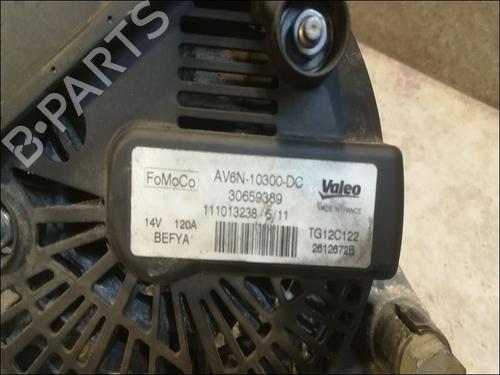 B-PARTS
FoMoCo AV6N-10300-DC Valeo
30659389 MADE IN FRANCE
111013238 5/11
14V 120A TG12C122
BEFYA 2612672B